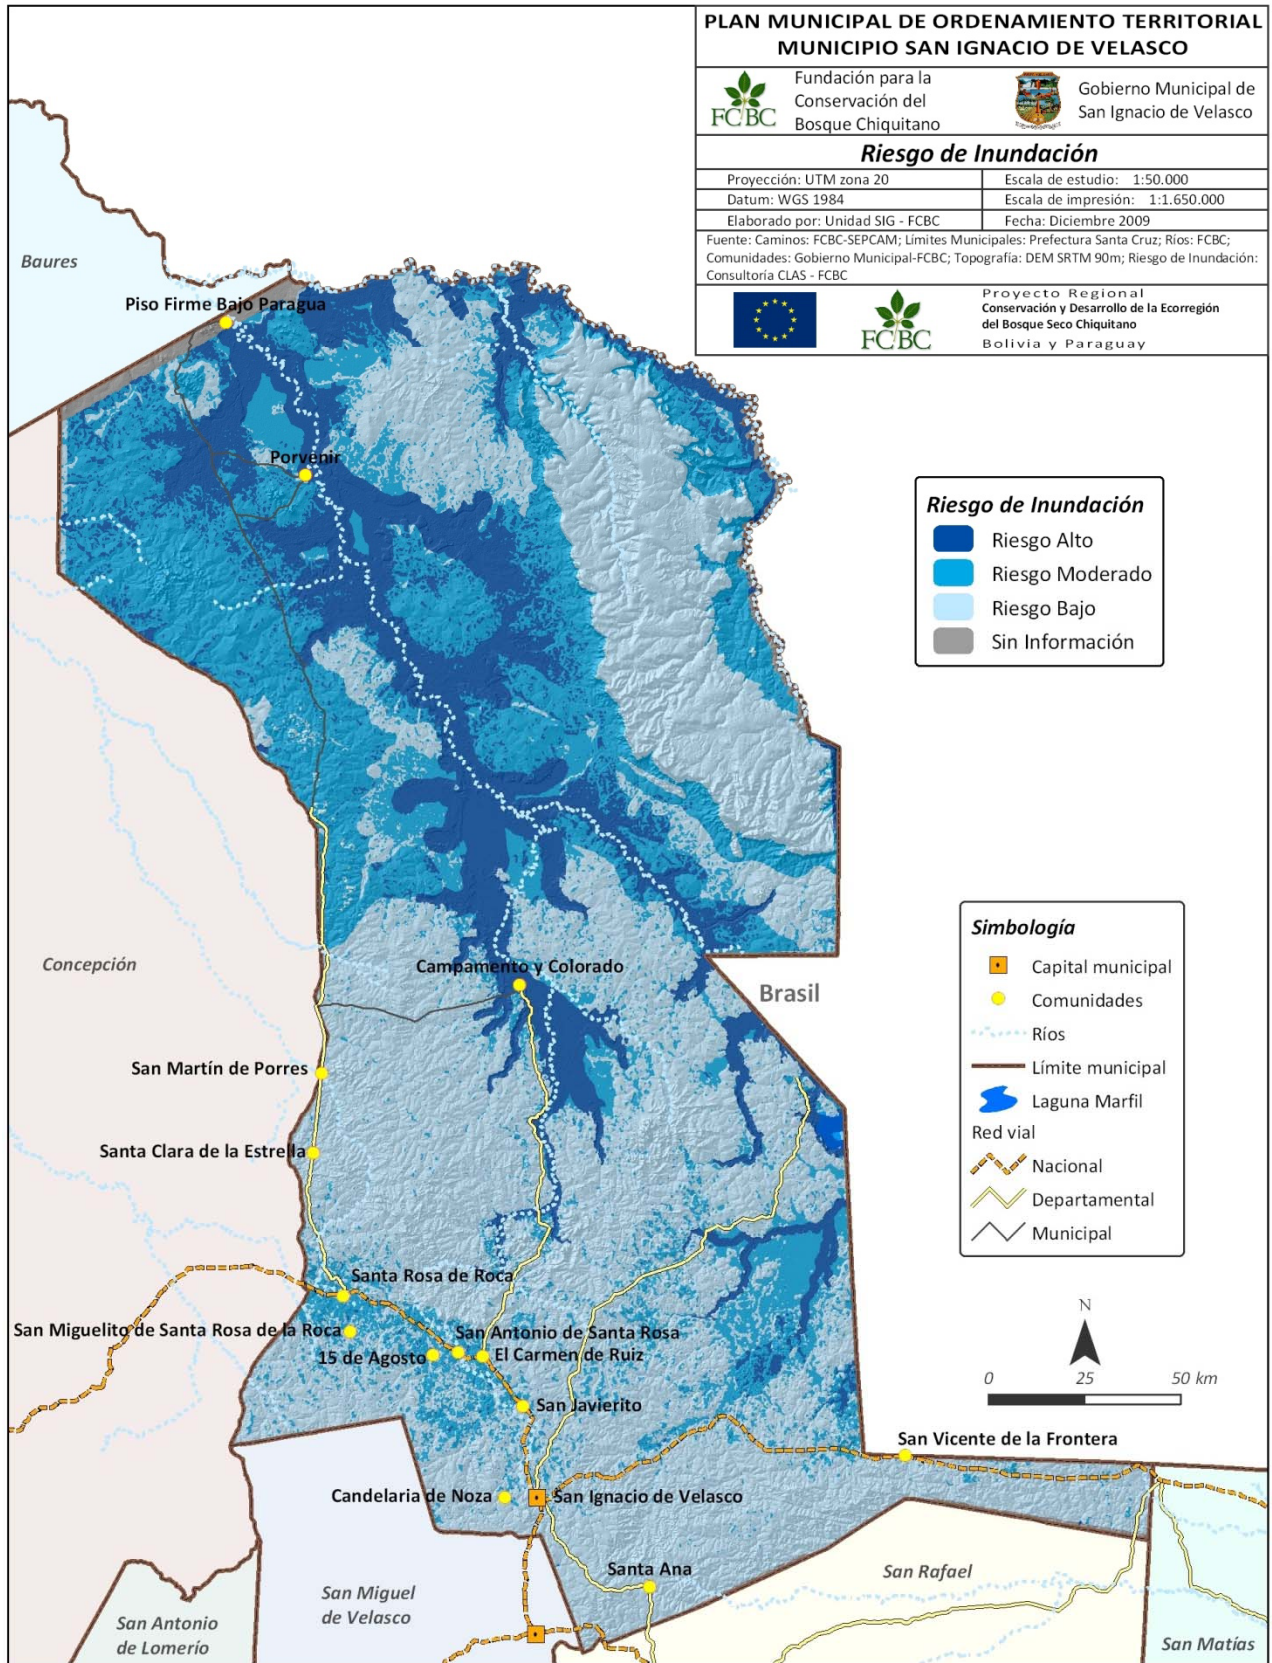 PLAN MUNICIPAL DE ORDENAMIENTO TERRITORIAL
MUNICIPIO SAN IGNACIO DE VELASCO
FCBC
Fundación para la
Conservación del
Bosque Chiquitano
Gobierno Municipal de
San Ignacio de Velasco
Riesgo de Inundación
Proyección: UTM zona 20
Escala de estudio: 1:50.000
Datum: WGS 1984
Escala de impresión: 1:1.650.000
Elaborado por: Unidad SIG - FCBC
Fecha: Diciembre 2009
Fuente: Caminos: FCBC-SEPCAM; Límites Municipales: Prefectura Santa Cruz; Ríos: FCBC;
Comunidades: Gobierno Municipal-FCBC; Topografía: DEM SRTM 90m; Riesgo de Inundación:
Consultoría CLAS - FCBC
FCBC
Proyecto Regional
Conservación y Desarrollo de la Ecorregión
del Bosque Seco Chiquitano
Bolivia y Paraguay
Baures
Piso Firme Bajo Paragua
Porvenir
Riesgo de Inundación
Riesgo Alto
Riesgo Moderado
Riesgo Bajo
Sin Información
Concepción
Campamento y Colorado
Brasil
San Martín de Porres
Santa Clara de la Estrella
Simbología
Capital municipal
Comunidades
Ríos
Límite municipal
Laguna Marfil
Red vial
Nacional
Departamental
Municipal
Santa Rosa de Roca
San Miguelito de Santa Rosa de la Roca
San Antonio de Santa Rosa
15 de Agosto
El Carmen de Ruiz
San Javierito
N
0 25 50 km
San Vicente de la Frontera
Candelaria de Noza
San Ignacio de Velasco
Santa Ana
San Rafael
San Miguel
de Velasco
San Antonio
de Lomerío
San Matías